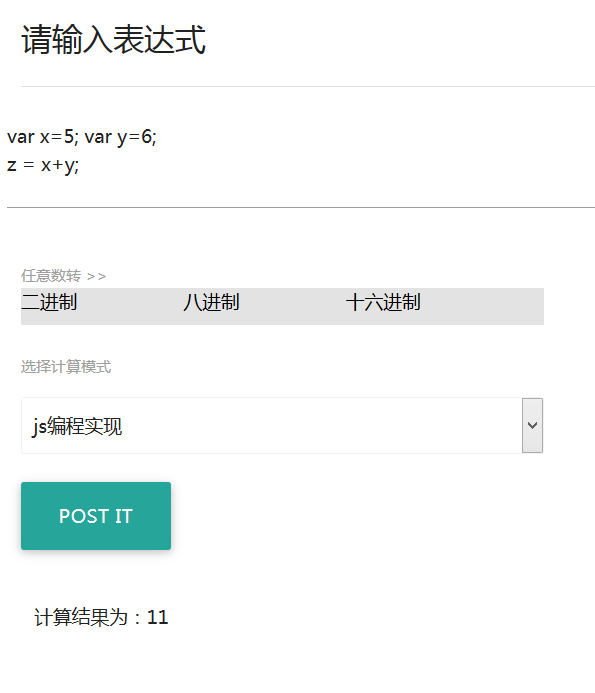 请输入表达式
var x=5; var y=6;
z = x+y;
任意数转 >>
二进制 八进制 十六进制
选择计算模式
js编程实现
POST IT
计算结果为：11